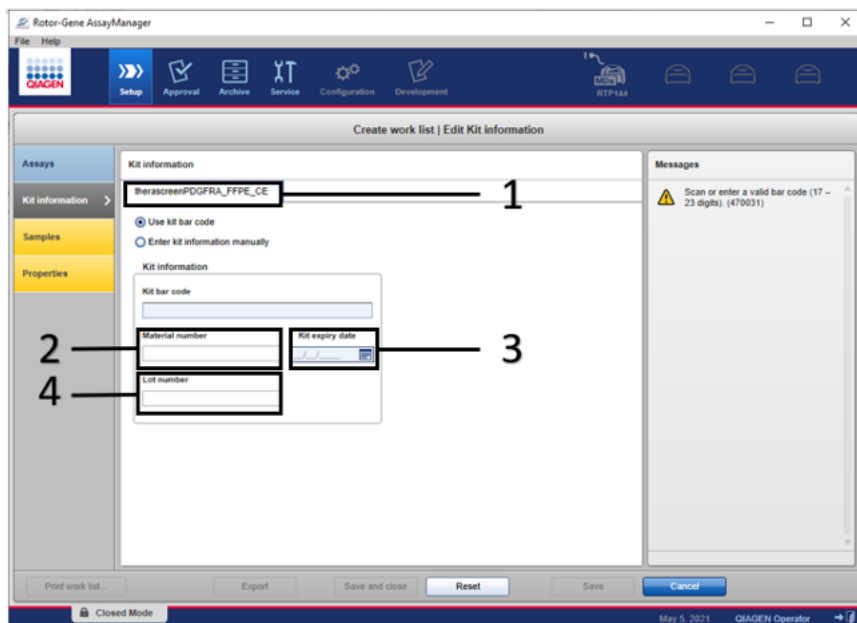 Rotor-Gene AssayManager
File Help
QIAGEN
Setup Approval Archive Service Configuration Development
MDx
RTP144
Create work list | Edit Kit information
Assays
Kit information
Samples
Properties
Kit information
therascreenPDGFRA_FFPE_CE
1
Use kit bar code
Enter kit information manually
Kit information
Kit bar code
2
Material number
Kit expiry date
_/_/____
3
4
Lot number
Messages
Scan or enter a valid bar code (17 –
23 digits). (470031)
Print work list...
Export
Save and close
Reset
Save
Cancel
Closed Mode
May 5, 2021
QIAGEN Operator